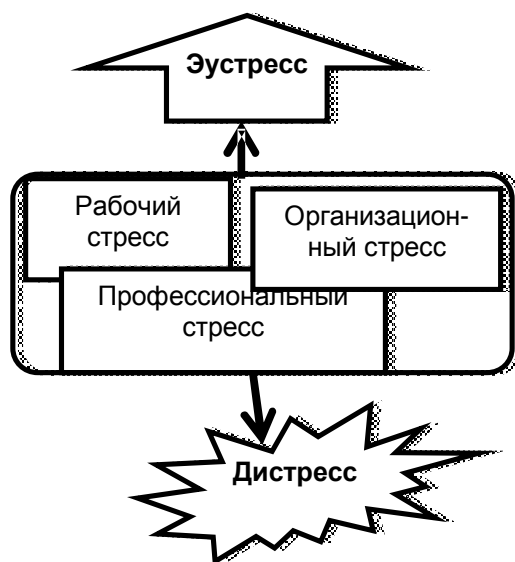 Эустресс
Рабочий
стресс
Организацион-
ный стресс
Профессиональный
стресс
Дистресс